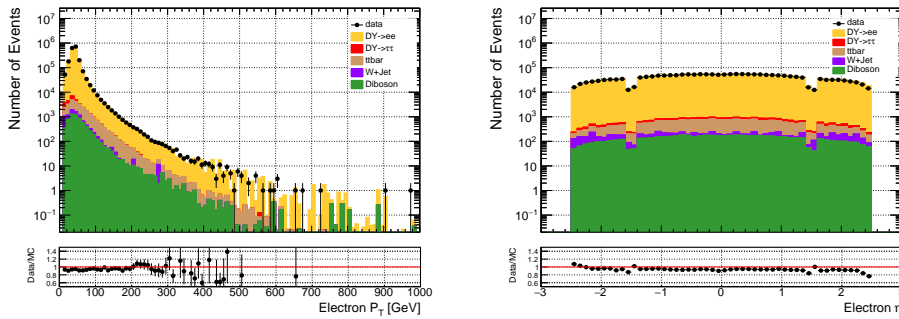 Number of Events
10⁷
10⁶
10⁵
10⁴
10³
10²
10
1
10⁻¹
data
DY->ee
DY->ττ
ttbar
W+Jet
Diboson
Data/MC
1.4
1.2
1
0.8
0.6
0 100 200 300 400 500 600 700 800 900 1000
Electron P_T [GeV]
Number of Events
10⁷
10⁶
10⁵
10⁴
10³
10²
10
1
10⁻¹
data
DY->ee
DY->ττ
ttbar
W+Jet
Diboson
Data/MC
1.4
1.2
1
0.8
0.6
−3 −2 −1 0 1 2
Electron η